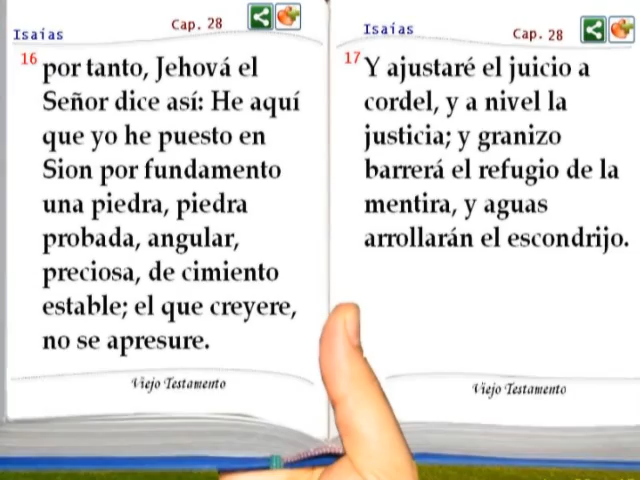 Isaías
Cap. 28
16 por tanto, Jehová el
Señor dice así: He aquí
que yo he puesto en
Sion por fundamento
una piedra, piedra
probada, angular,
preciosa, de cimiento
estable; el que creyere,
no se apresure.
Viejo Testamento
Isaías
Cap. 28
17 Y ajustaré el juicio a
cordel, y a nivel la
justicia; y granizo
barrerá el refugio de la
mentira, y aguas
arrollarán el escondrijo.
Viejo Testamento